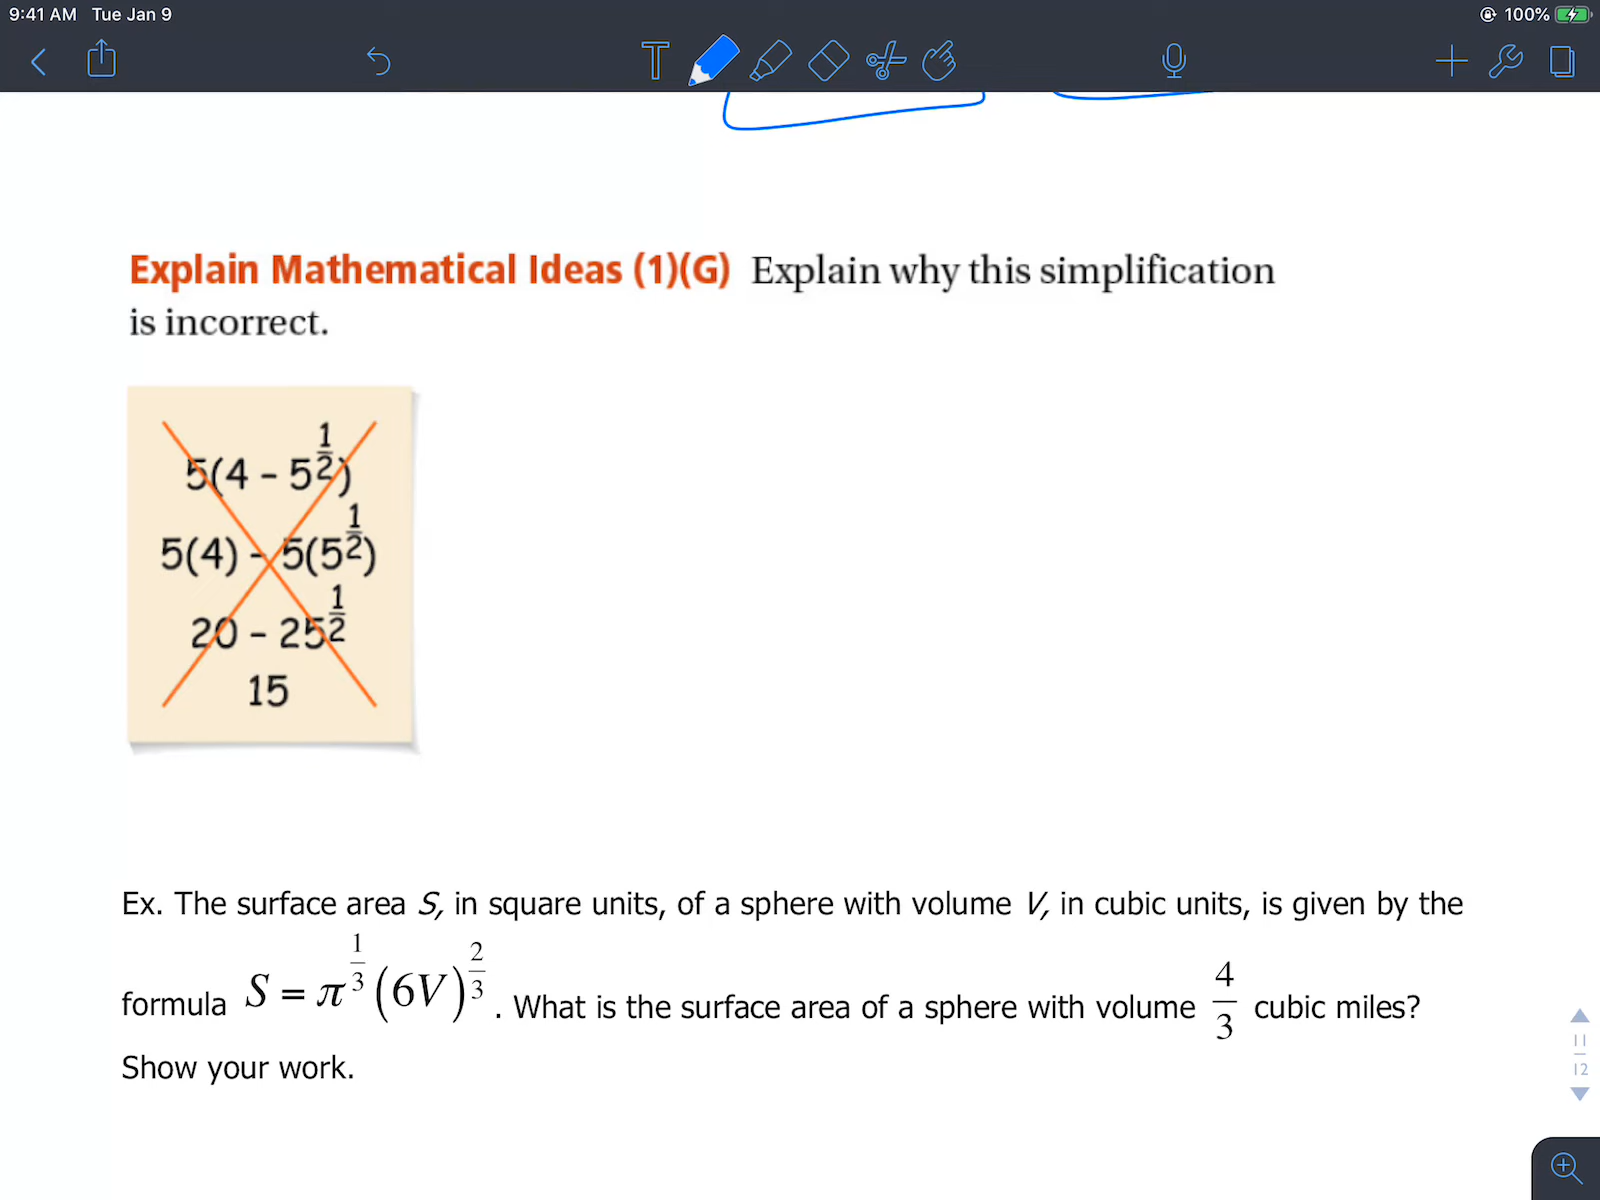 9:41 AM Tue Jan 9
100%
Explain Mathematical Ideas (1)(G) Explain why this simplification
is incorrect.
5(4 - 5^{1/2})
5(4) - 5(5^{1/2})
20 - 25^{1/2}
15
Ex. The surface area S, in square units, of a sphere with volume V, in cubic units, is given by the
formula S = π^{1/3}(6V)^{2/3}. What is the surface area of a sphere with volume 4/3 cubic miles?
Show your work.
11
12